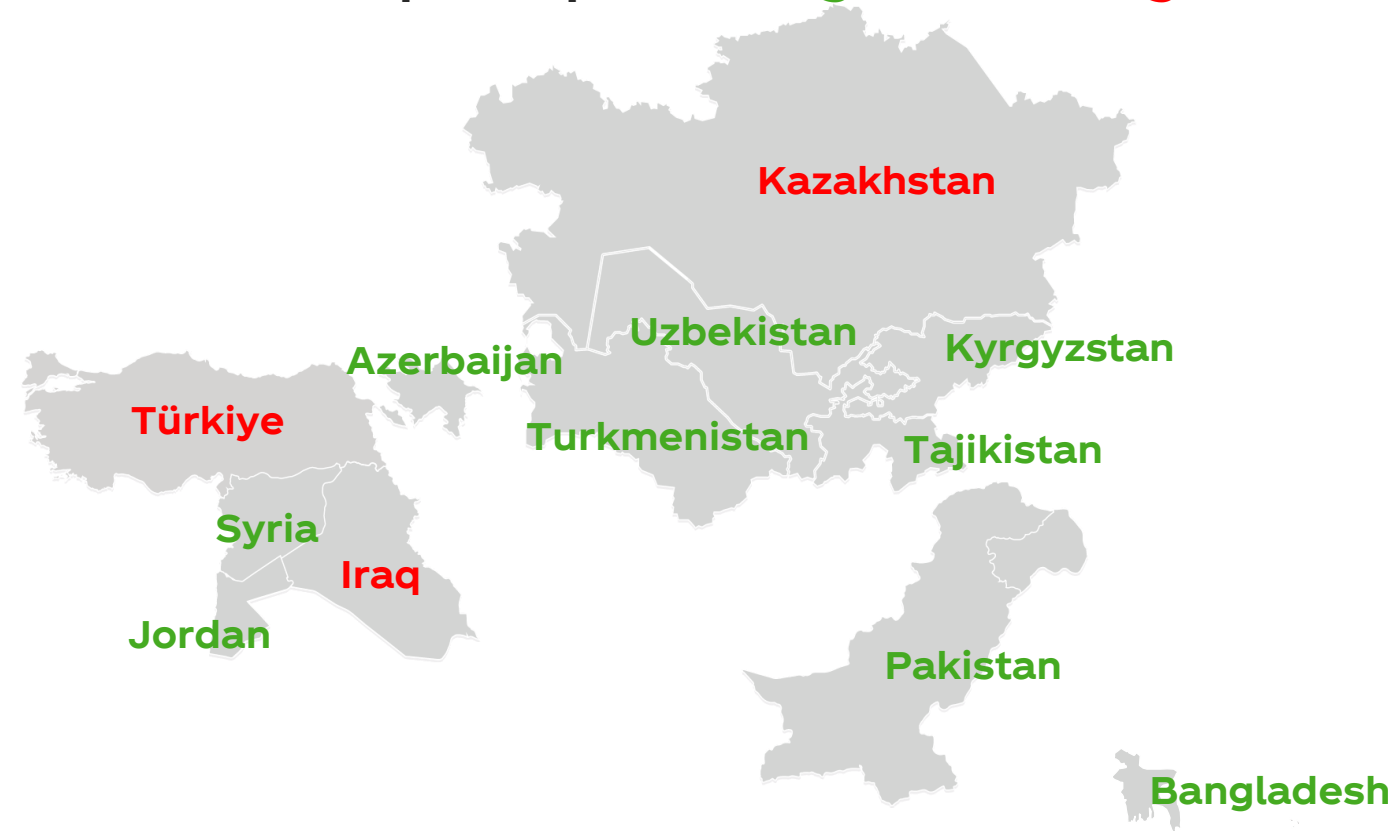 Kazakhstan
Uzbekistan
Kyrgyzstan
Azerbaijan
Türkiye
Turkmenistan
Tajikistan
Syria
Iraq
Jordan
Pakistan
Bangladesh